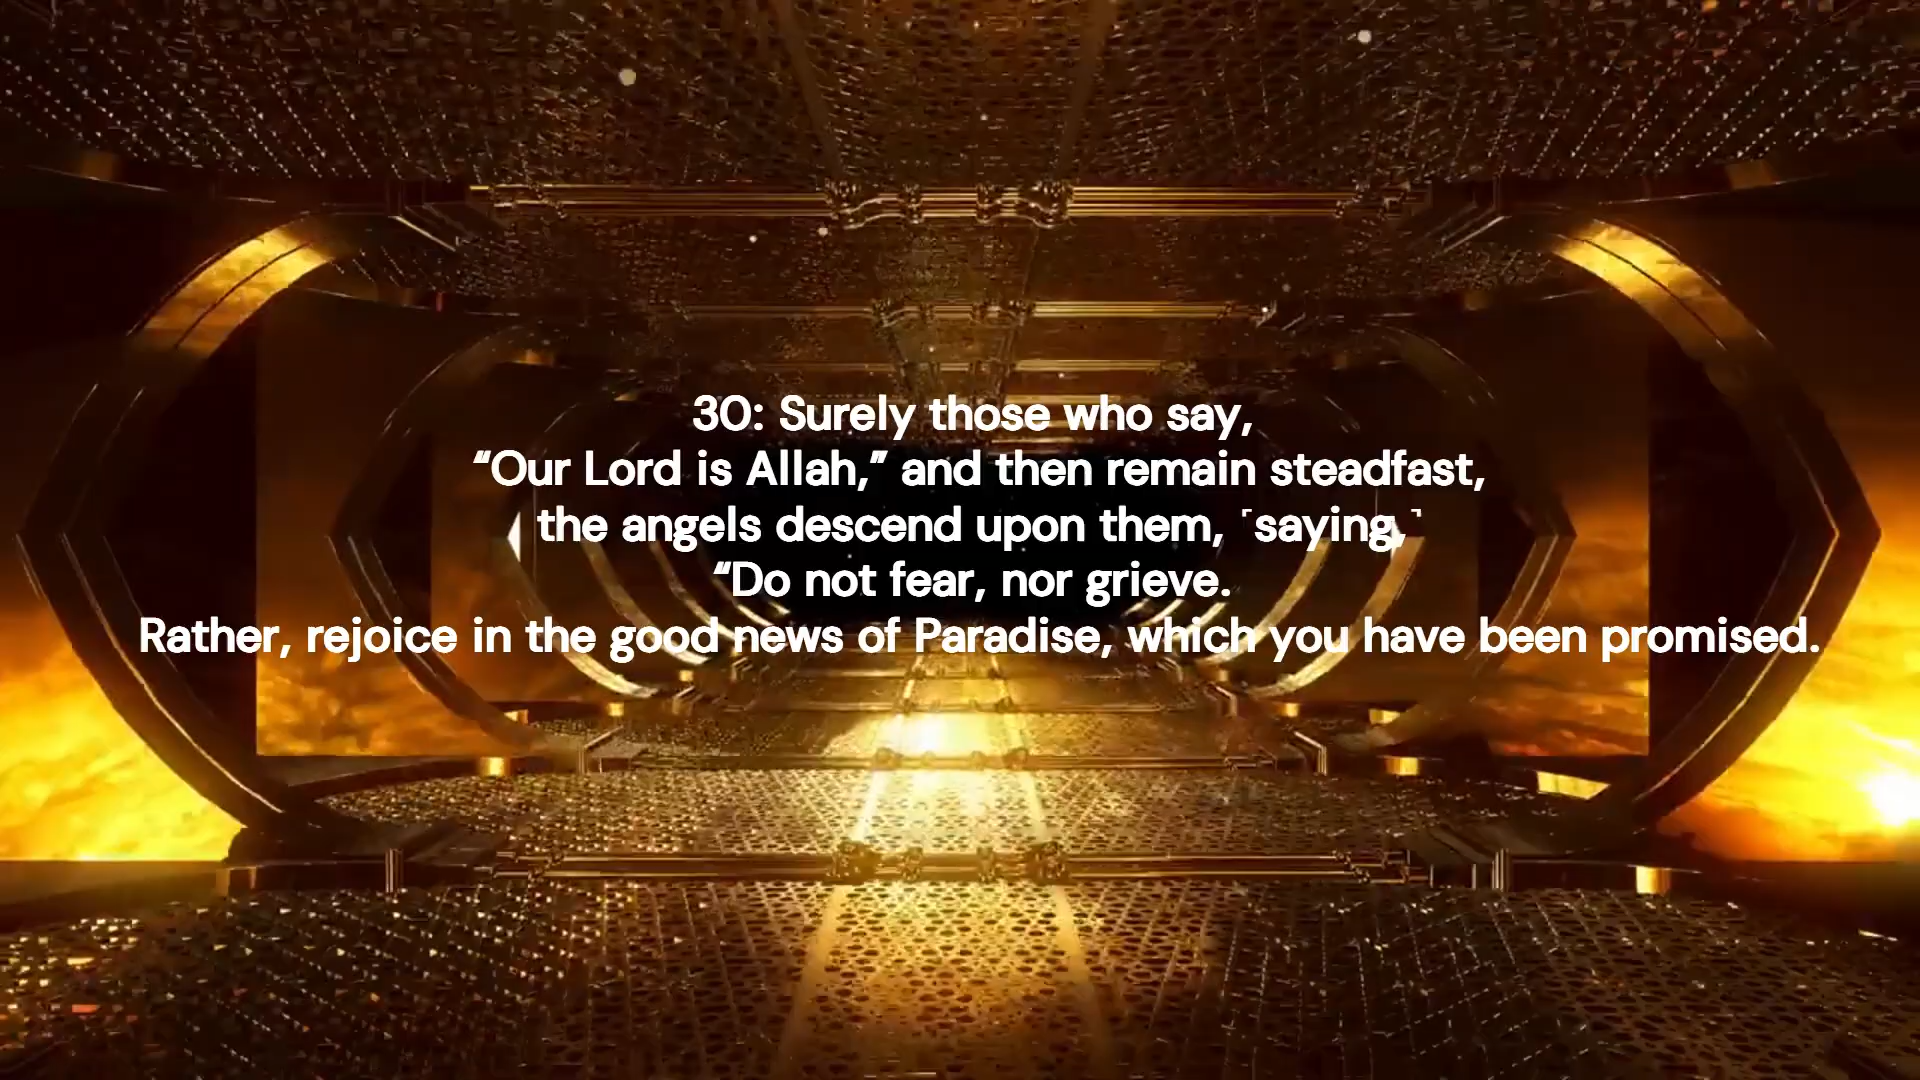 30: Surely those who say,
“Our Lord is Allah,” and then remain steadfast,
the angels descend upon them, ˹saying,˺
“Do not fear, nor grieve.
Rather, rejoice in the good news of Paradise, which you have been promised.